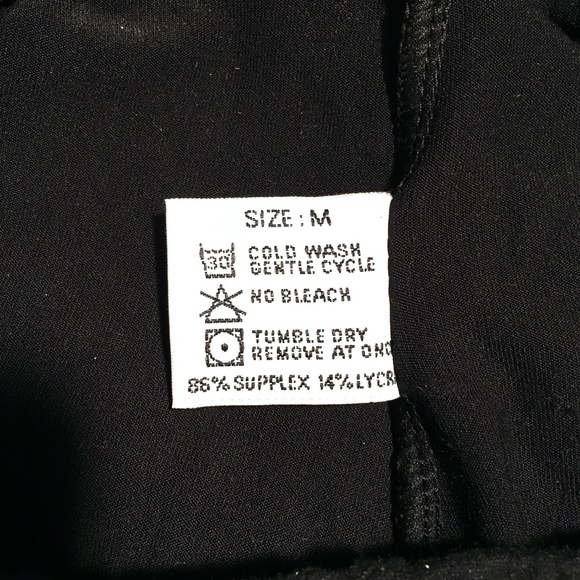 SIZE : M
30
COLD WASH
GENTLE CYCLE
NO BLEACH
TUMBLE DRY
REMOVE AT ONC
86% SUPPLEX 14% LYCR